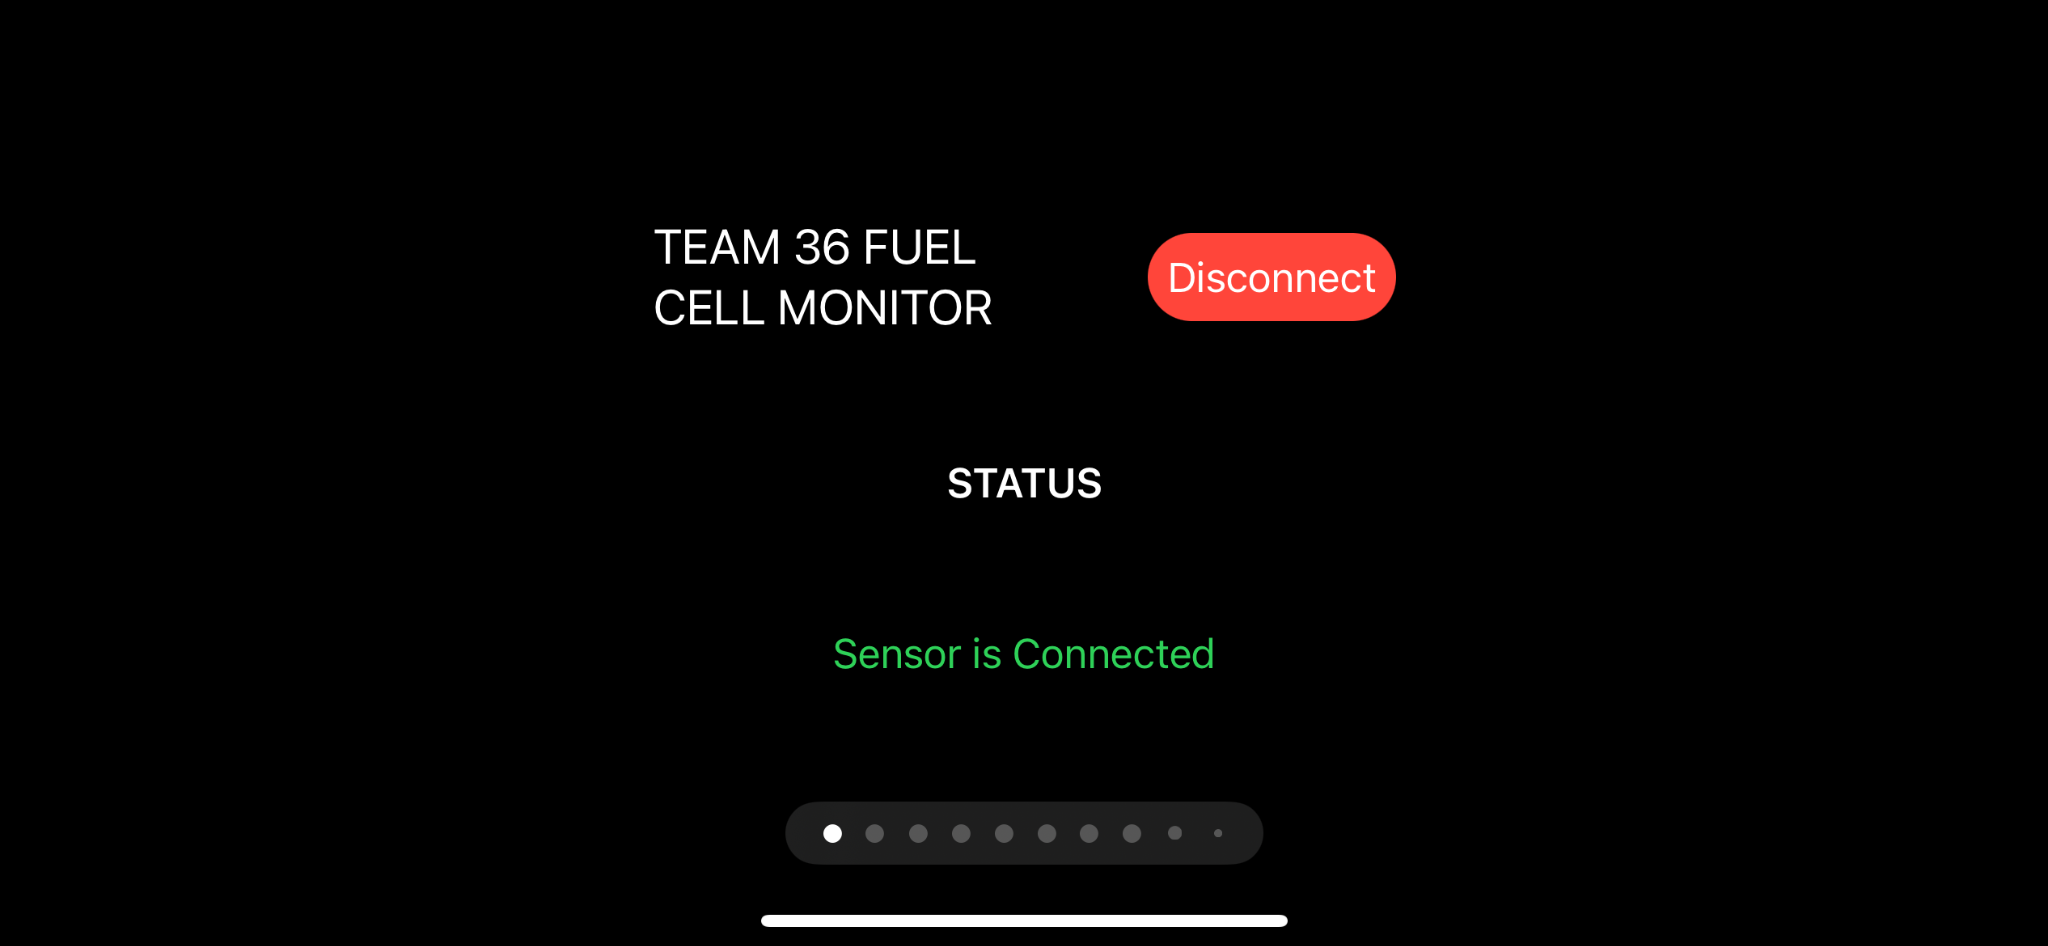 TEAM 36 FUEL
CELL MONITOR
Disconnect
STATUS
Sensor is Connected